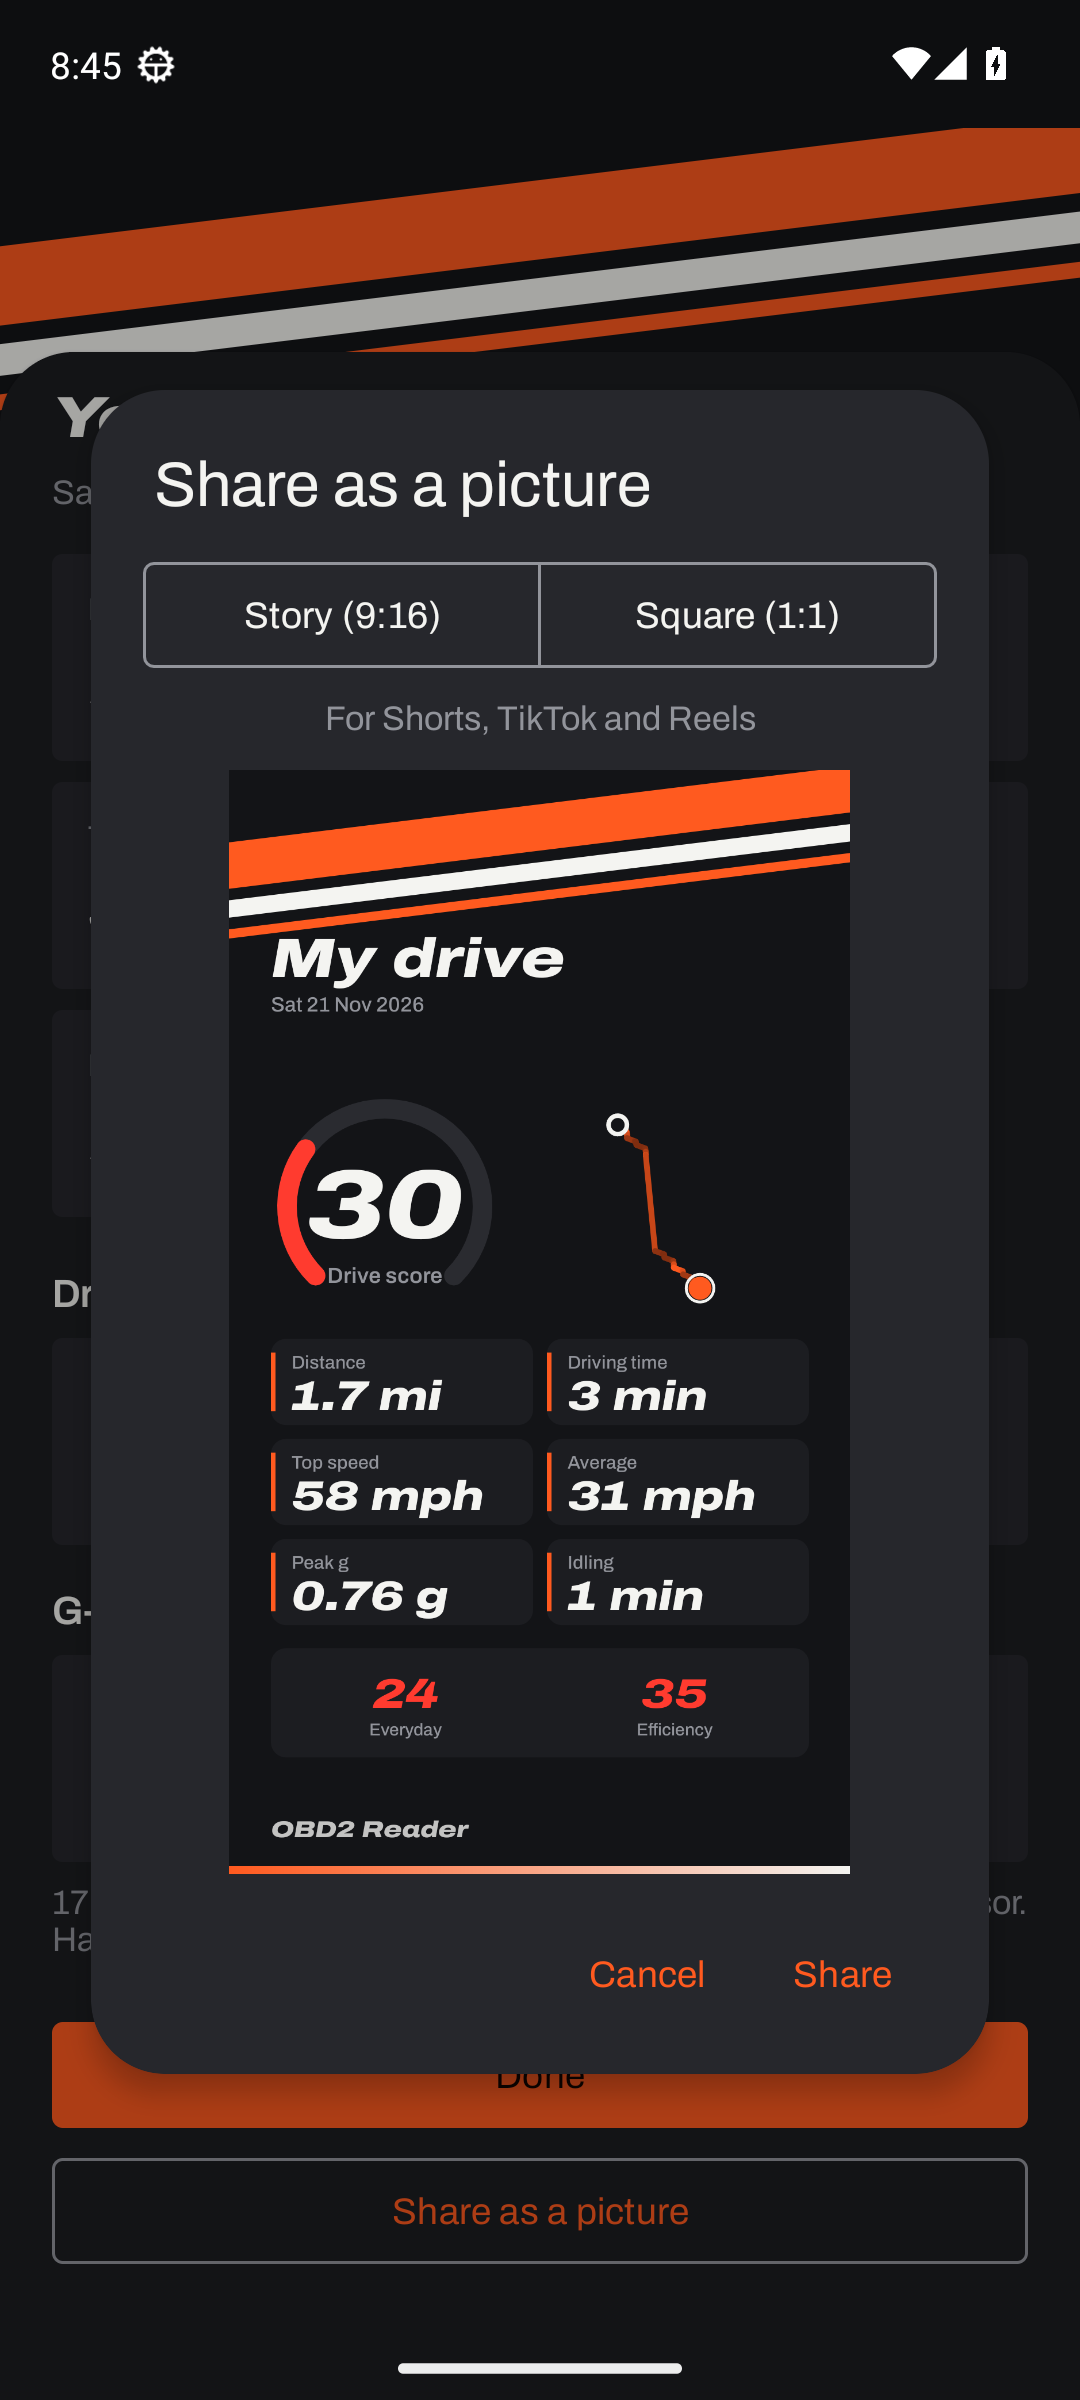 8:45
Share as a picture
Story (9:16)
Square (1:1)
For Shorts, TikTok and Reels
My drive
Sat 21 Nov 2026
30
Drive score
Distance
1.7 mi
Driving time
3 min
Top speed
58 mph
Average
31 mph
Peak g
0.76 g
Idling
1 min
24
Everyday
35
Efficiency
OBD2 Reader
17
Cancel
Share
Done
Share as a picture